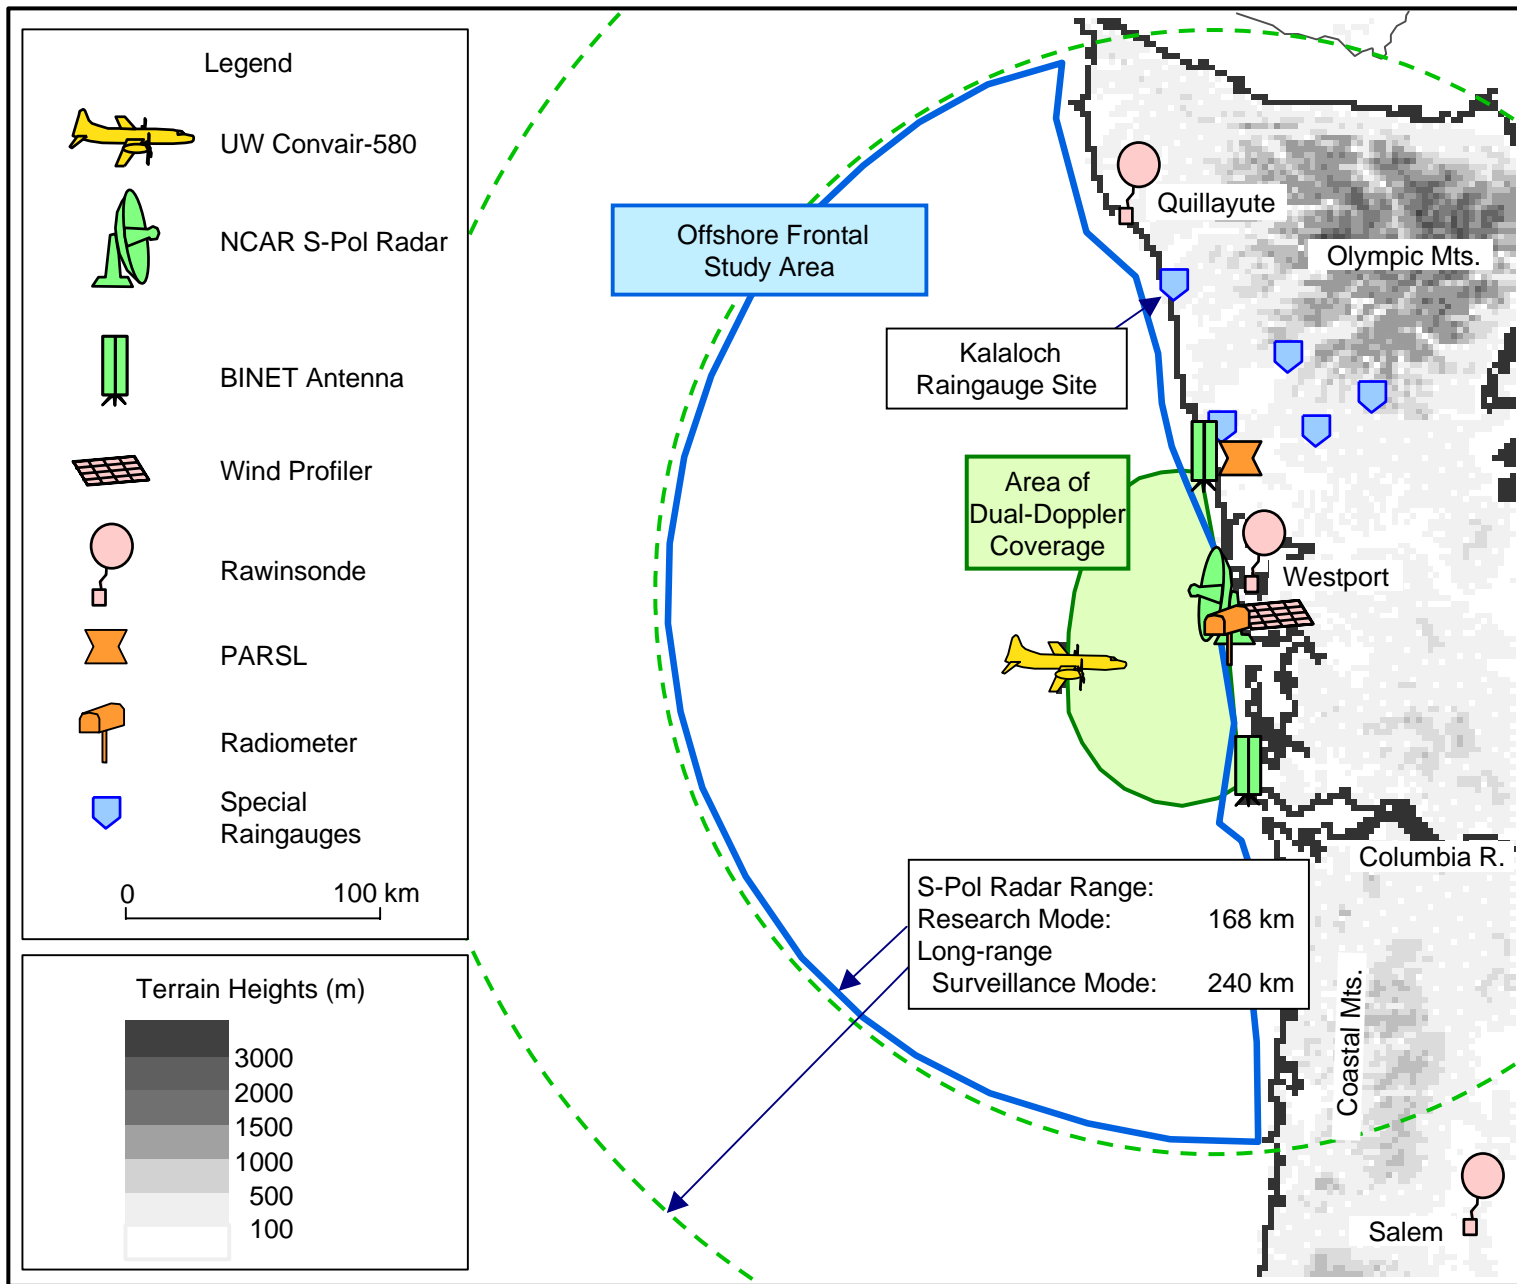 Legend
UW Convair-580
NCAR S-Pol Radar
BINET Antenna
Wind Profiler
Rawinsonde
PARSL
Radiometer
Special
Raingauges
0 100 km
Terrain Heights (m)
3000
2000
1500
1000
500
100
Offshore Frontal
Study Area
Quillayute
Olympic Mts.
Kalaloch
Raingauge Site
Area of
Dual-Doppler
Coverage
Westport
Columbia R.
S-Pol Radar Range:
Research Mode: 168 km
Long-range
Surveillance Mode: 240 km
Coastal Mts.
Salem